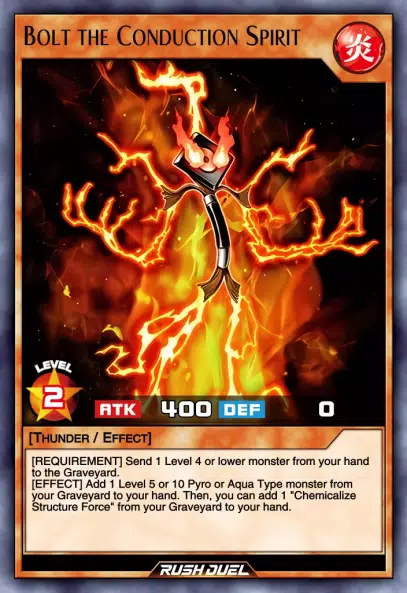 BOLT THE CONDUCTION SPIRIT
炎
LEVEL
2
ATK 400 DEF 0
[THUNDER / EFFECT]
[REQUIREMENT] Send 1 Level 4 or lower monster from your hand
to the Graveyard.
[EFFECT] Add 1 Level 5 or 10 Pyro or Aqua Type monster from
your Graveyard to your hand. Then, you can add 1 "Chemicalize
Structure Force" from your Graveyard to your hand.
RUSH DUEL